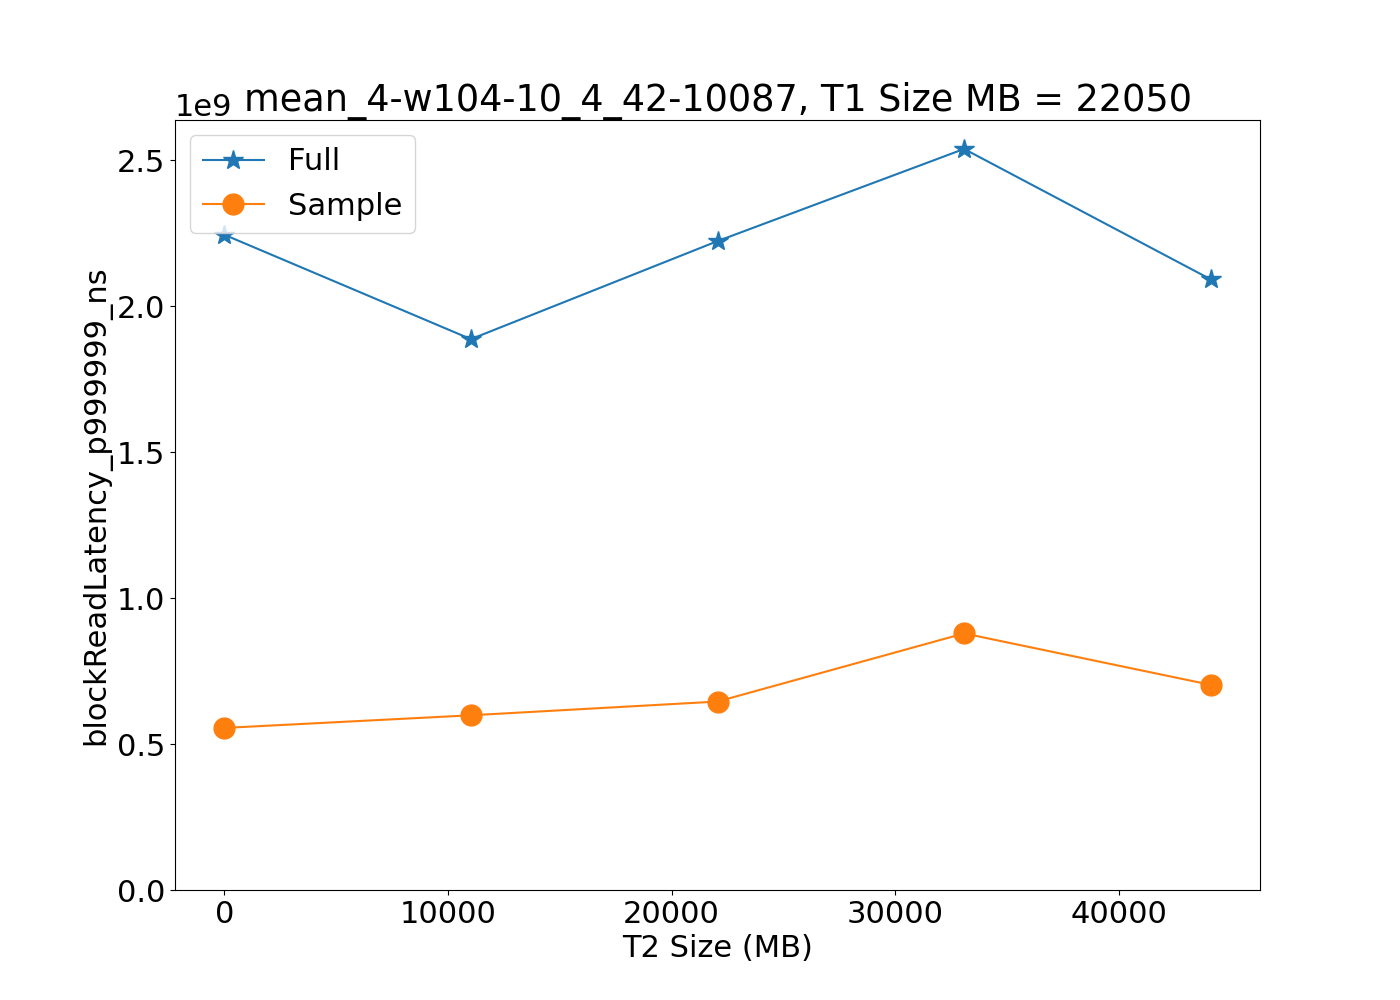 1e9
mean_4-w104-10_4_42-10087, T1 Size MB = 22050
Full
Sample
blockReadLatency_p999999_ns
2.5
2.0
1.5
1.0
0.5
0.0
0 10000 20000 30000 40000
T2 Size (MB)